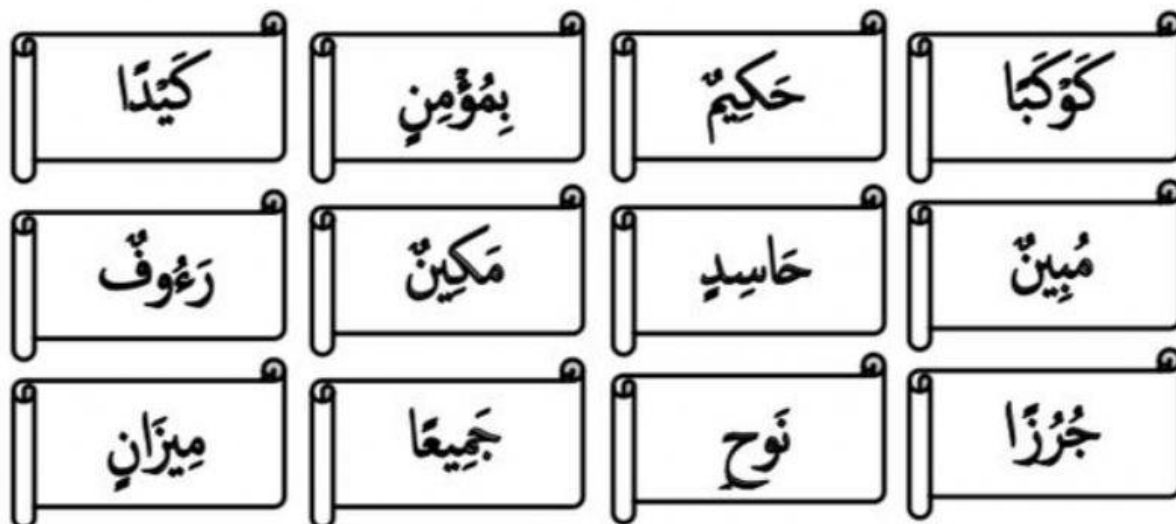 كَوْكَبًا حَكِيمٌ بِمُؤْمِنٍ كَيْدًا
مُبِينٌ حَاسِدٍ مَكِينٌ رَءُوفٌ
جُرُزًا نَوحٍ جَمِيعًا مِيزَانٍ